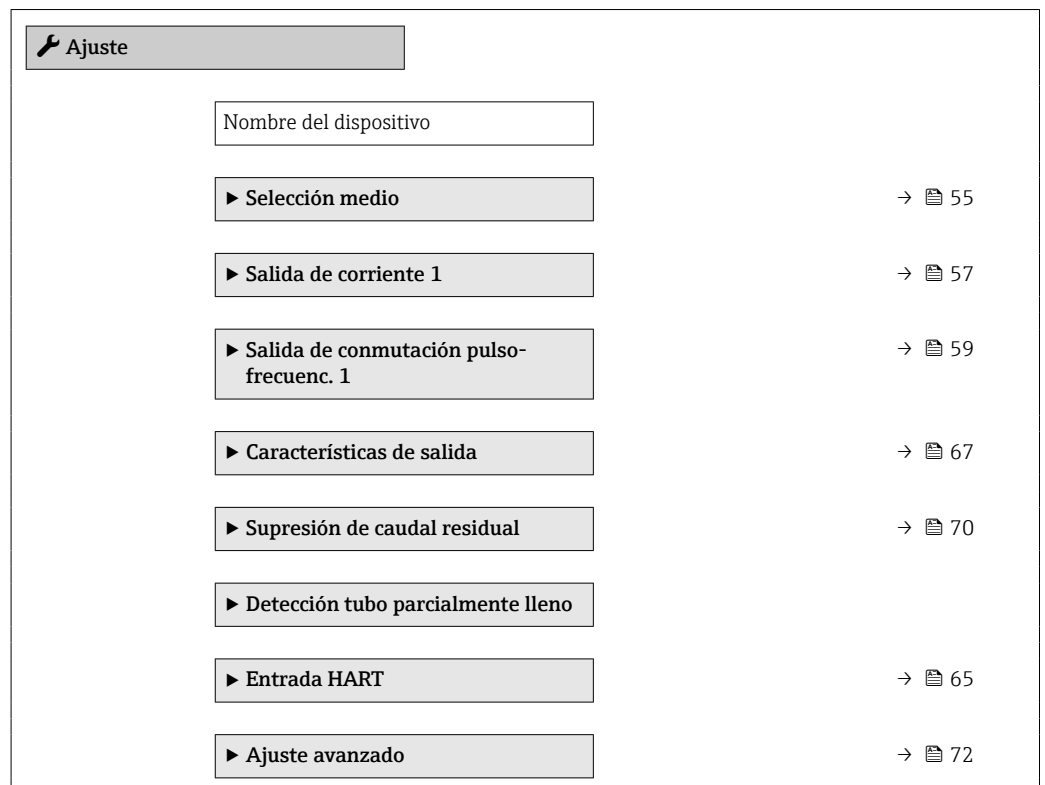 Ajuste
Nombre del dispositivo
▶ Selección medio → 55
▶ Salida de corriente 1 → 57
▶ Salida de conmutación pulso- → 59
frecuenc. 1
▶ Características de salida → 67
▶ Supresión de caudal residual → 70
▶ Detección tubo parcialmente lleno
▶ Entrada HART → 65
▶ Ajuste avanzado → 72